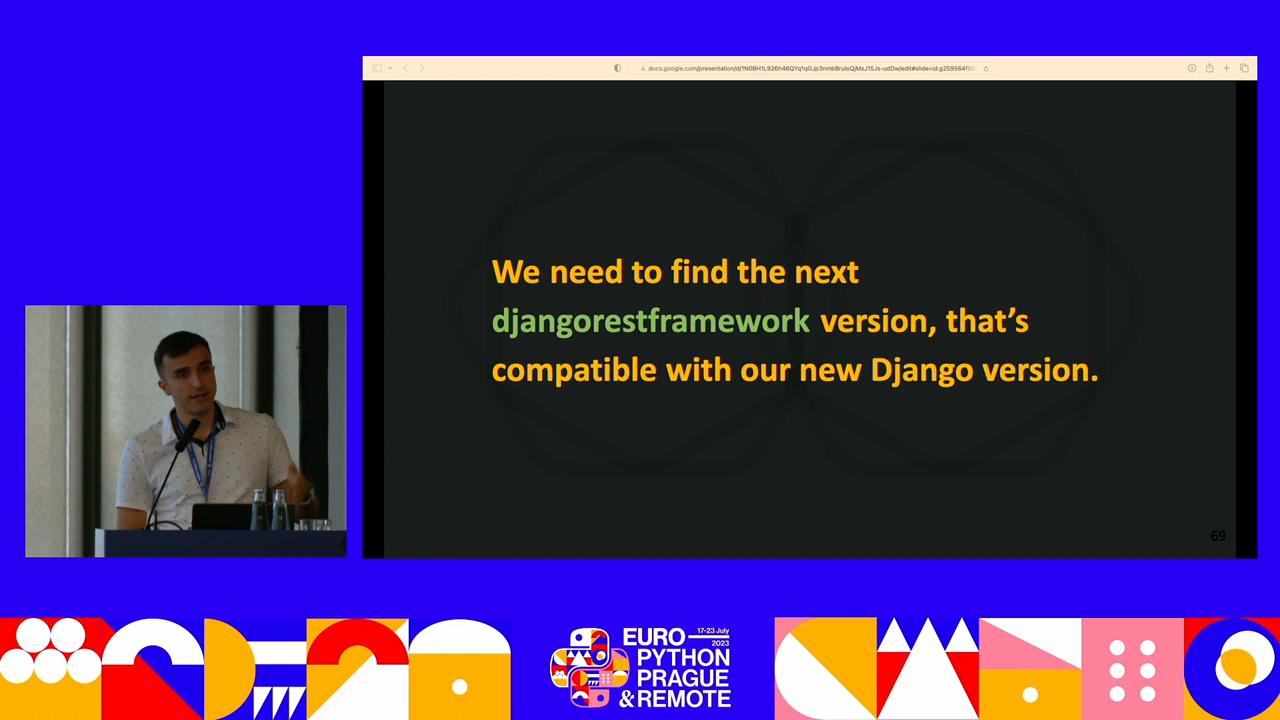 We need to find the next
djangorestframework version, that's
compatible with our new Django version.
69
EURO 17-23 July
2023
PYTHON
PRAGUE
& REMOTE